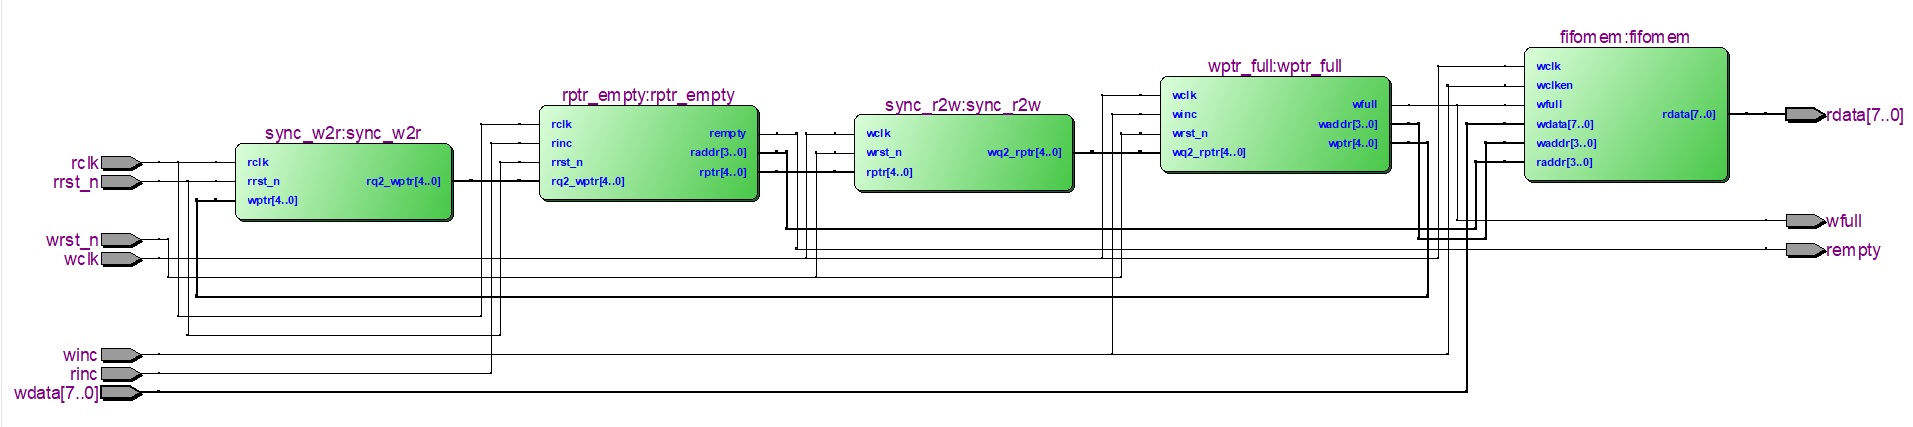 rclk
rrst_n
wrst_n
wclk
winc
rinc
wdata[7..0]
sync_w2r:sync_w2r
rclk
rrst_n
wptr[4..0]
rq2_wptr[4..0]
rptr_empty:rptr_empty
rclk
rinc
rrst_n
rq2_wptr[4..0]
rempty
raddr[3..0]
rptr[4..0]
sync_r2w:sync_r2w
wclk
wrst_n
rptr[4..0]
wq2_rptr[4..0]
wptr_full:wptr_full
wclk
winc
wrst_n
wq2_rptr[4..0]
wfull
waddr[3..0]
wptr[4..0]
fifomem:fifomem
wclk
wclken
wfull
wdata[7..0]
waddr[3..0]
raddr[3..0]
rdata[7..0]
rdata[7..0]
wfull
rempty